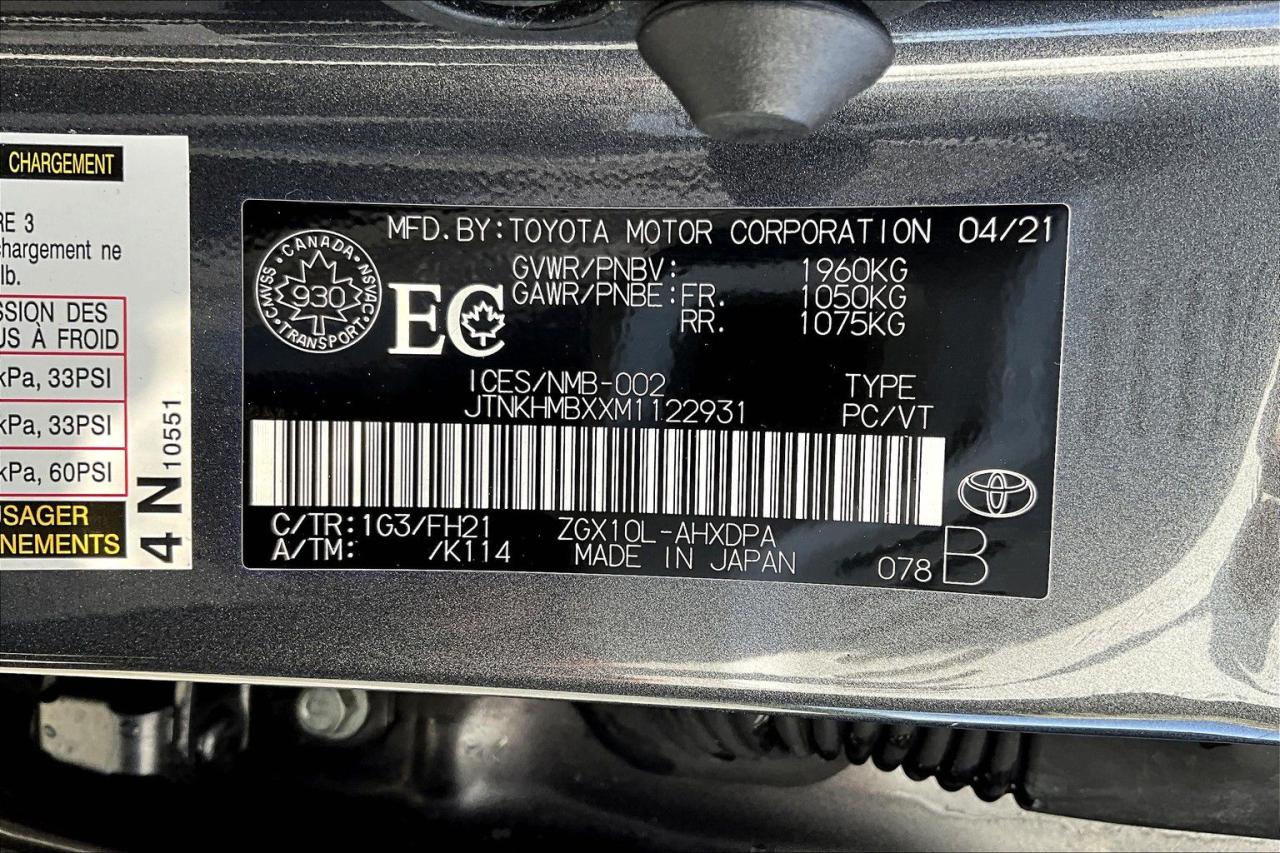 CHARGEMENT
RE 3
chargement ne
lb.
SSION DES
US À FROID
kPa, 33PSI
kPa, 33PSI
kPa, 60PSI
USAGER
NEMENTS
4 N 10551
MFD. BY: TOYOTA MOTOR CORPORATION 04/21
GVWR/PNBV: 1960KG
GAWR/PNBE: FR. 1050KG
RR. 1075KG
CANADA
CMVSS 930 NSVAC
TRANSPORT
EC
ICES/NMB-002 TYPE
JTNKHMBXXM1122931 PC/VT
C/TR: 1G3/FH21 ZGX10L-AHXDPA
A/TM: /K114 MADE IN JAPAN 078 B